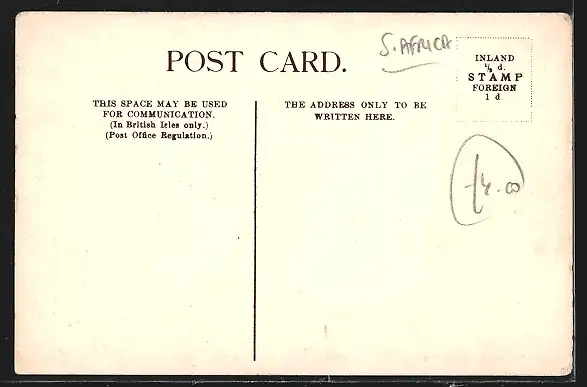 POST CARD.
S. AFRICA
INLAND
½ d.
STAMP
FOREIGN
1 d
THIS SPACE MAY BE USED
FOR COMMUNICATION.
(In British Isles only.)
(Post Office Regulation.)
THE ADDRESS ONLY TO BE
WRITTEN HERE.
£4.00